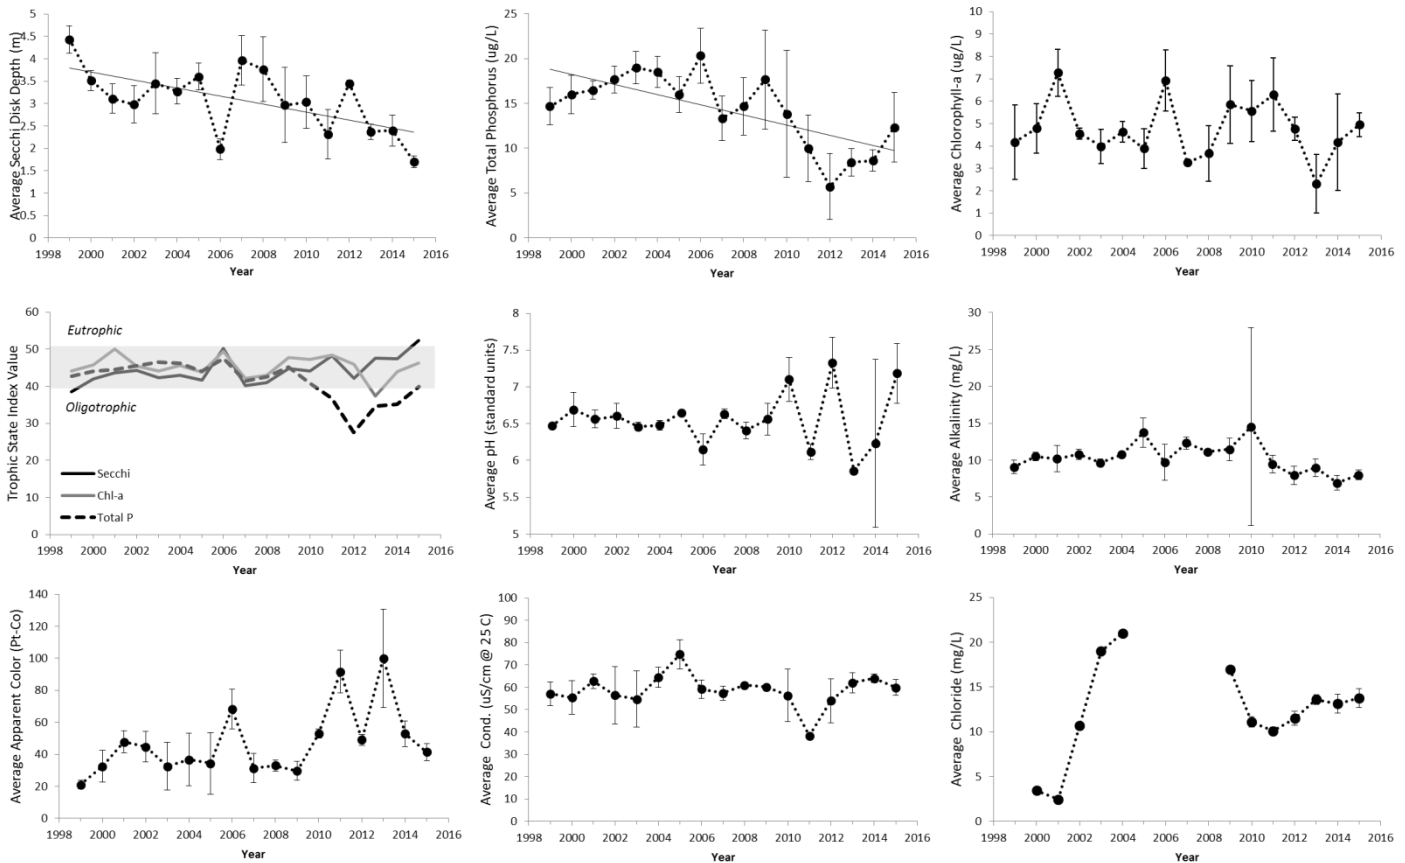 Average Secchi Disk Depth (m)
5
4.5
4
3.5
3
2.5
2
1.5
1
0.5
0
1998 2000 2002 2004 2006 2008 2010 2012 2014 2016
Year
Average Total Phosphorus (ug/L)
25
20
15
10
5
0
1998 2000 2002 2004 2006 2008 2010 2012 2014 2016
Year
Average Chlorophyll-a (ug/L)
10
9
8
7
6
5
4
3
2
1
0
1998 2000 2002 2004 2006 2008 2010 2012 2014 2016
Year
Trophic State Index Value
60
50
40
30
20
10
0
Eutrophic
Oligotrophic
Secchi
Chl-a
Total P
1998 2000 2002 2004 2006 2008 2010 2012 2014 2016
Year
Average pH (standard units)
8
7.5
7
6.5
6
5.5
5
1998 2000 2002 2004 2006 2008 2010 2012 2014 2016
Year
Average Alkalinity (mg/L)
30
25
20
15
10
5
0
1998 2000 2002 2004 2006 2008 2010 2012 2014 2016
Year
Average Apparent Color (Pt-Co)
140
120
100
80
60
40
20
0
1998 2000 2002 2004 2006 2008 2010 2012 2014 2016
Year
Average Cond. (uS/cm @ 25 C)
100
90
80
70
60
50
40
30
20
10
0
1998 2000 2002 2004 2006 2008 2010 2012 2014 2016
Year
Average Chloride (mg/L)
25
20
15
10
5
0
1998 2000 2002 2004 2006 2008 2010 2012 2014 2016
Year